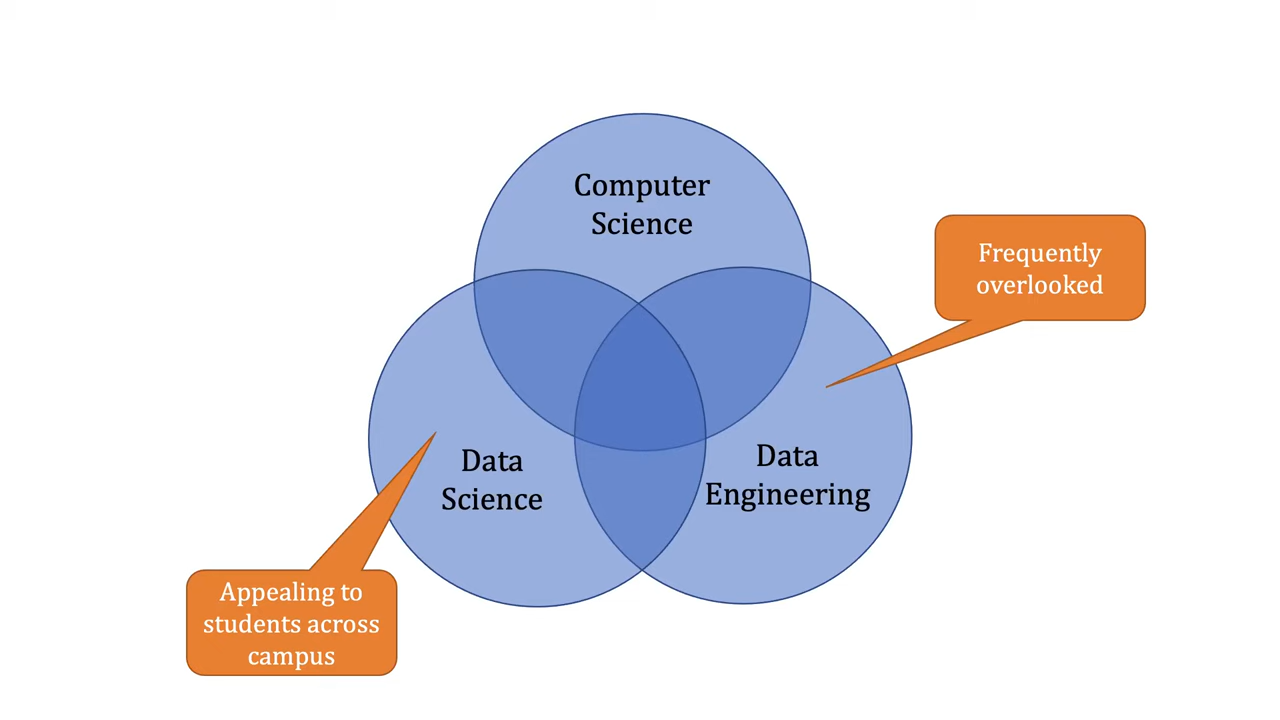 Computer
Science
Frequently
overlooked
Data
Science
Data
Engineering
Appealing to
students across
campus